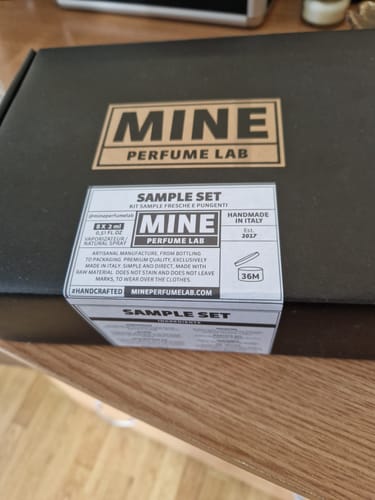 MINE
PERFUME LAB
SAMPLE SET
KIT SAMPLE FRESCHE E PUNGENTI
@mineperfumelab
8 X 2 ml
0,51 FL OZ
VAPORIZATEUR /
NATURAL SPRAY
MINE
PERFUME LAB
HANDMADE
IN ITALY
Est.
2017
ARTISANAL MANUFACTURE, FROM BOTTLING
TO PACKAGING. PREMIUM QUALITY, EXCLUSIVELY
MADE IN ITALY. SIMPLE AND DIRECT, MADE WITH
RAW MATERIAL. DOES NOT STAIN AND DOES NOT LEAVE
MARKS, TO WEAR OVER THE CLOTHES.
36M
#HANDCRAFTED
MINEPERFUMELAB.COM
SAMPLE SET
INGREDIENTS